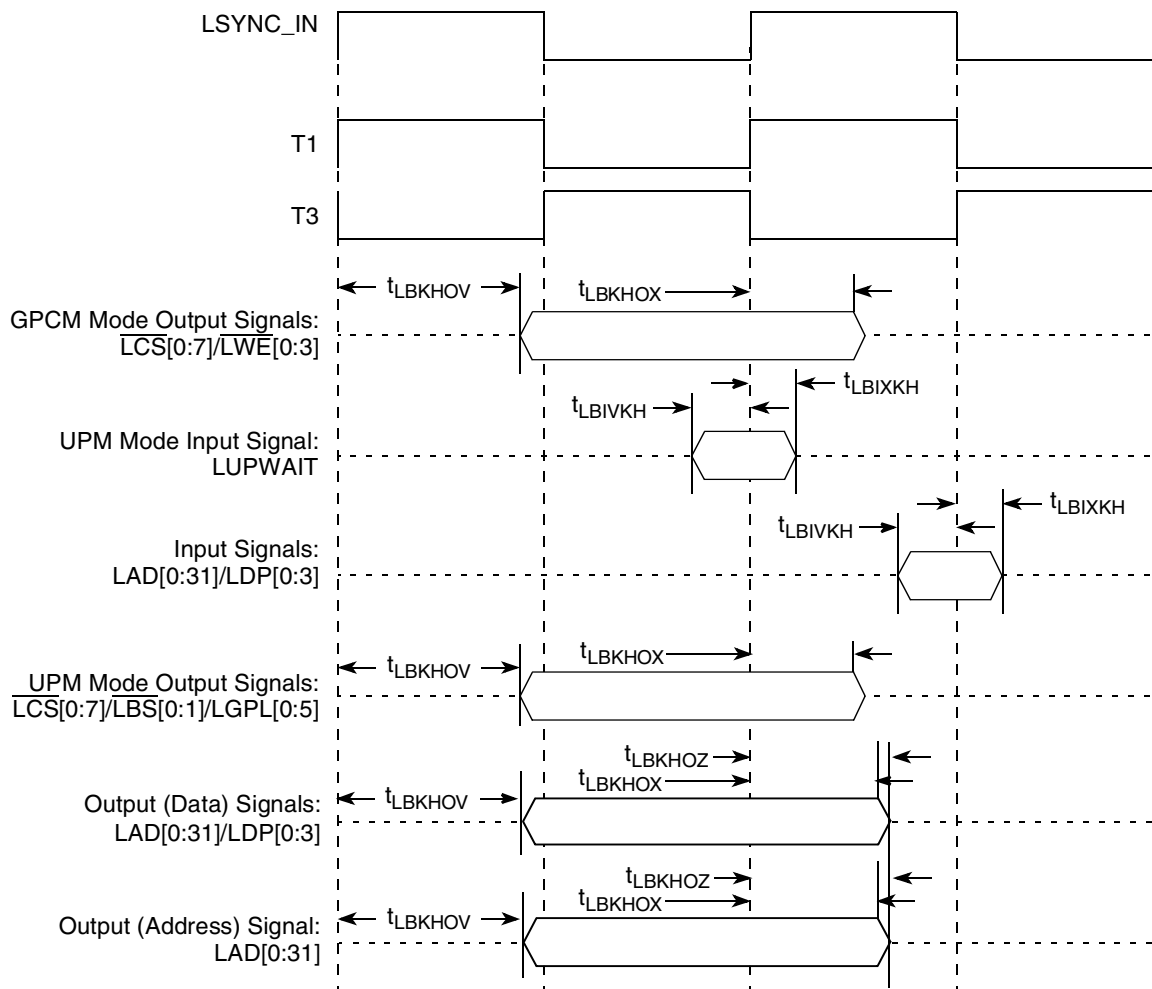 LSYNC_IN
T1
T3
tLBKHOV
tLBKHOX
GPCM Mode Output Signals:
LCS[0:7]/LWE[0:3]
tLBIXKH
tLBIVKH
UPM Mode Input Signal:
LUPWAIT
tLBIXKH
tLBIVKH
Input Signals:
LAD[0:31]/LDP[0:3]
tLBKHOV
tLBKHOX
UPM Mode Output Signals:
LCS[0:7]/LBS[0:1]/LGPL[0:5]
tLBKHOZ
tLBKHOV
tLBKHOX
Output (Data) Signals:
LAD[0:31]/LDP[0:3]
tLBKHOZ
tLBKHOV
tLBKHOX
Output (Address) Signal:
LAD[0:31]